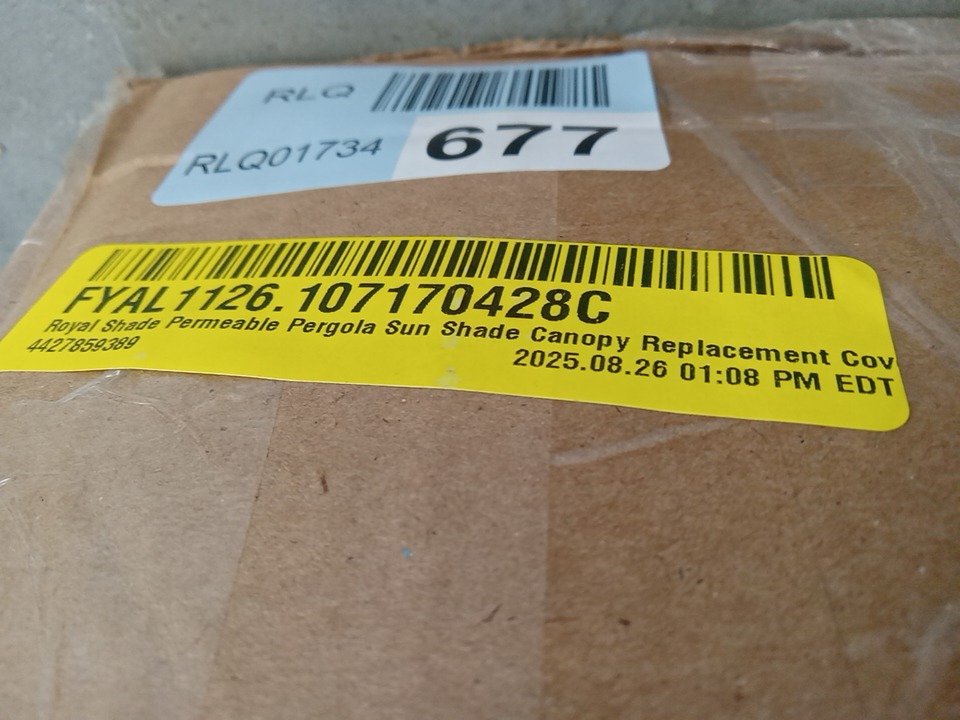 RLQ
RLQ01734 677
FYAL1126.107170428C
Royal Shade Permeable Pergola Sun Shade Canopy Replacement Cov
4427859389 2025.08.26 01:08 PM EDT